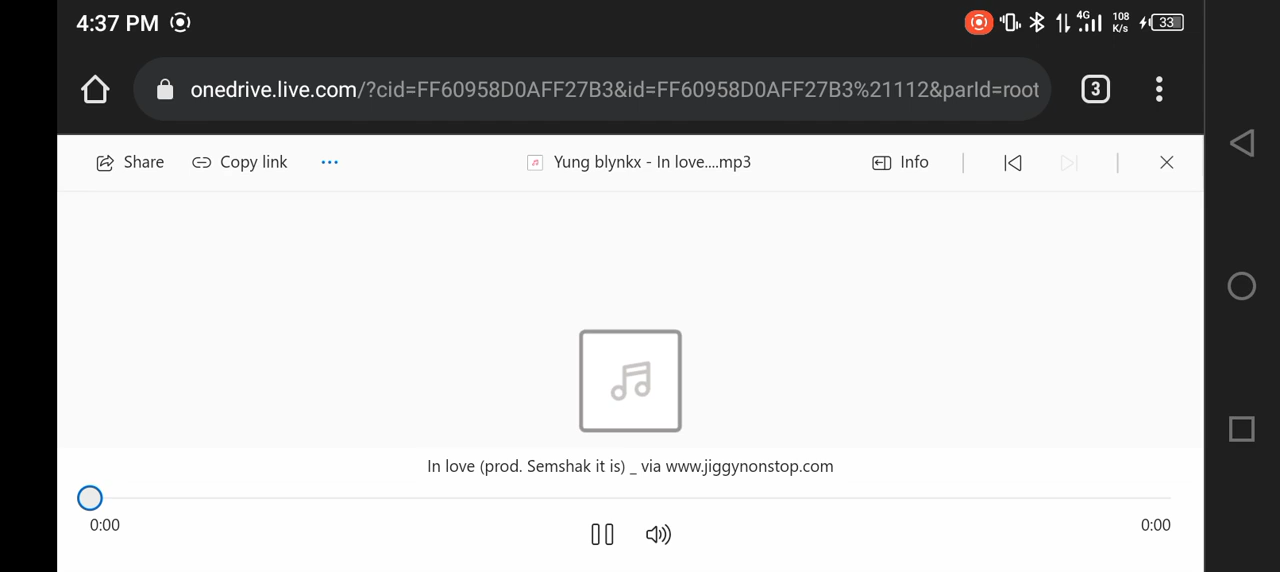 4:37 PM 4G 108 K/s 33
onedrive.live.com/?cid=FF60958D0AFF27B3&id=FF60958D0AFF27B3%21112&parId=root 3
Share Copy link ... Yung blynkx - In love....mp3 Info
In love (prod. Semshak it is) _ via www.jiggynonstop.com
0:00 0:00